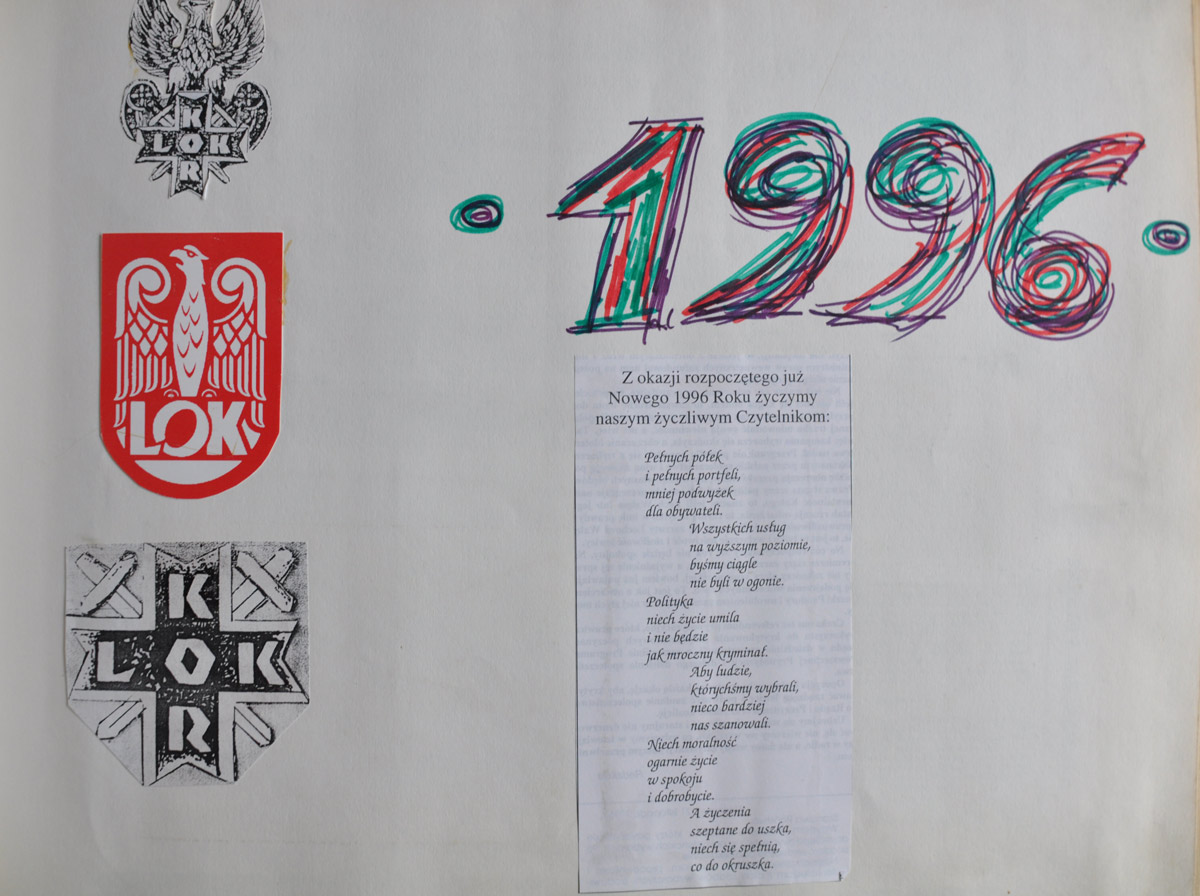 K
LOK
R
LOK
K
LOK
R
1996
Z okazji rozpoczętego już
Nowego 1996 Roku życzymy
naszym życzliwym Czytelnikom:
Pełnych półek
i pełnych portfeli,
mniej podwyżek
dla obywateli.
Wszystkich usług
na wyższym poziomie,
byśmy ciągle
nie byli w ogonie.
Polityka
niech życie umila
i nie będzie
jak mroczny kryminał.
Aby ludzie,
którychśmy wybrali,
nieco bardziej
nas szanowali.
Niech moralność
ogarnie życie
w spokoju
i dobrobycie.
A życzenia
szeptane do uszka,
niech się spełnią,
co do okruszka.